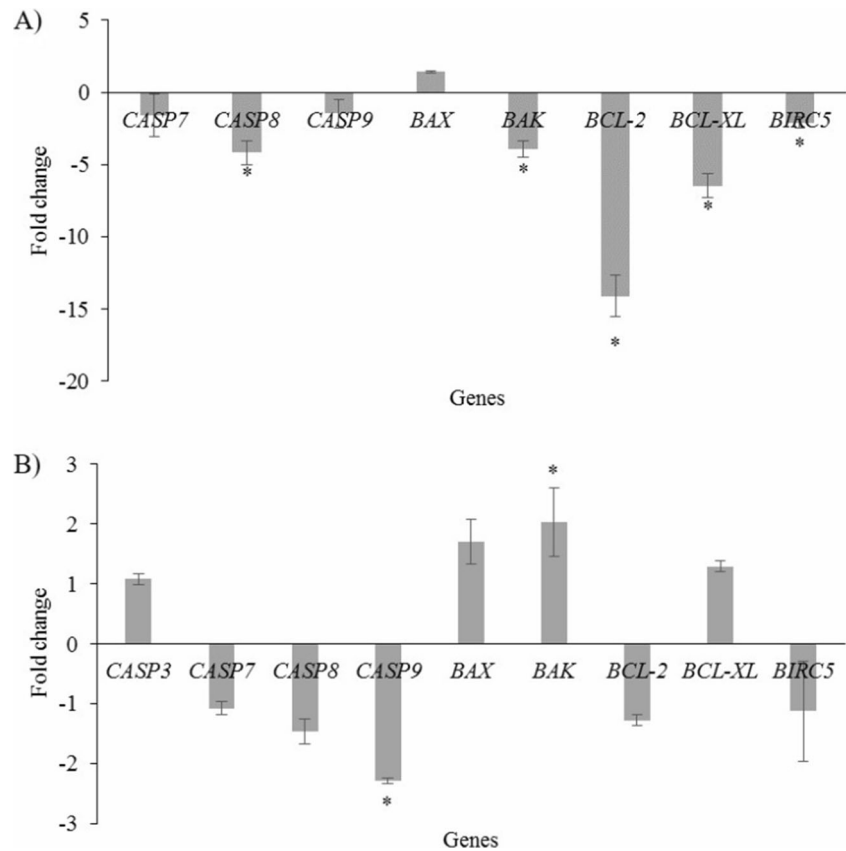 A)
5
0
-5
-10
-15
-20
Fold change
CASP7 CASP8 CASP9 BAX BAK BCL-2 BCL-XL BIRC5
* * * * *
Genes
B)
3
2
1
0
-1
-2
-3
Fold change
CASP3 CASP7 CASP8 CASP9 BAX BAK BCL-2 BCL-XL BIRC5
* *
Genes